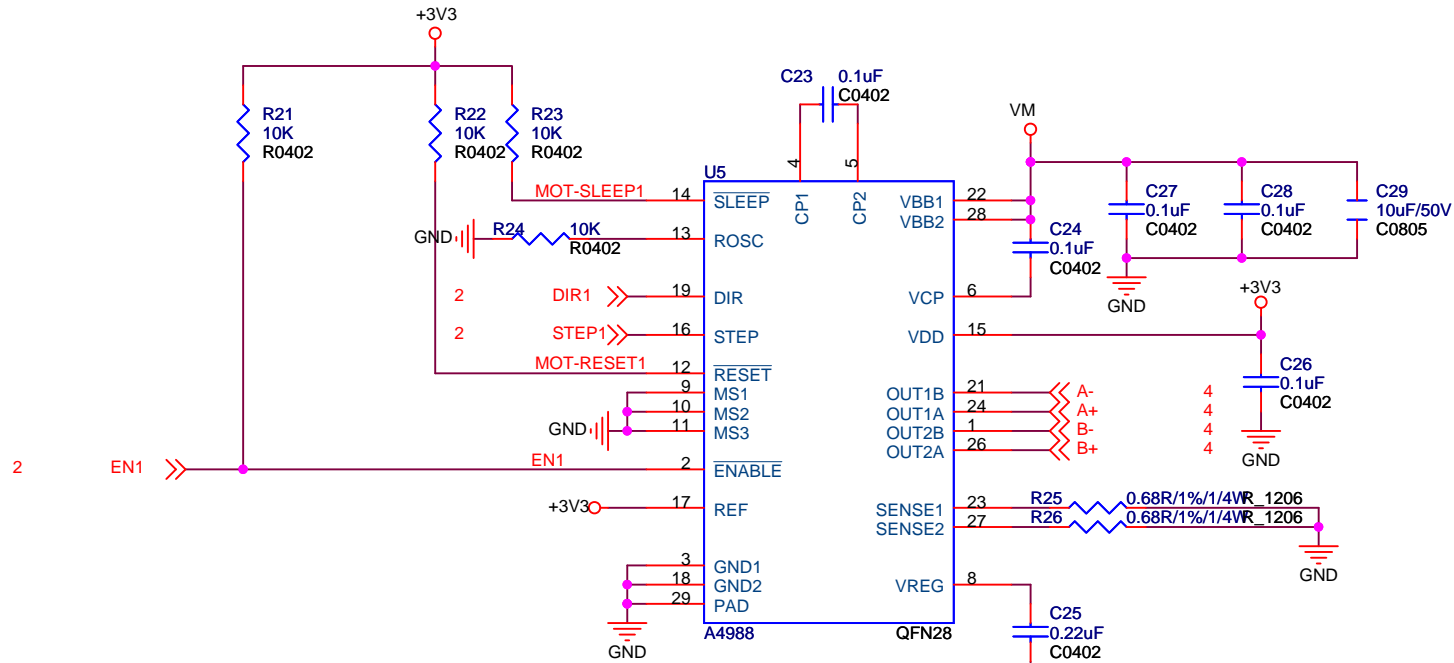 +3V3
C23 0.1uF
C0402
R21
10K
R0402
R22
10K
R0402
R23
10K
R0402
VM
4
5
U5
MOT-SLEEP1
14
SLEEP
CP1
CP2
VBB1
22
VBB2
28
C27
0.1uF
C0402
C28
0.1uF
C0402
C29
10uF/50V
C0805
GND
R24
10K
R0402
13
ROSC
C24
0.1uF
C0402
2
DIR1
19
DIR
VCP
6
GND
+3V3
2
STEP1
16
STEP
VDD
15
MOT-RESET1
12
RESET
C26
0.1uF
C0402
9
MS1
OUT1B
21
A-
4
10
MS2
OUT1A
24
A+
4
GND
11
MS3
OUT2B
1
B-
4
OUT2A
26
B+
4
GND
2
EN1
EN1
2
ENABLE
+3V3
17
REF
SENSE1
23
R25
0.68R/1%/1/4W
R_1206
SENSE2
27
R26
0.68R/1%/1/4W
R_1206
GND
3
GND1
18
GND2
VREG
8
29
PAD
C25
0.22uF
C0402
GND
A4988
QFN28